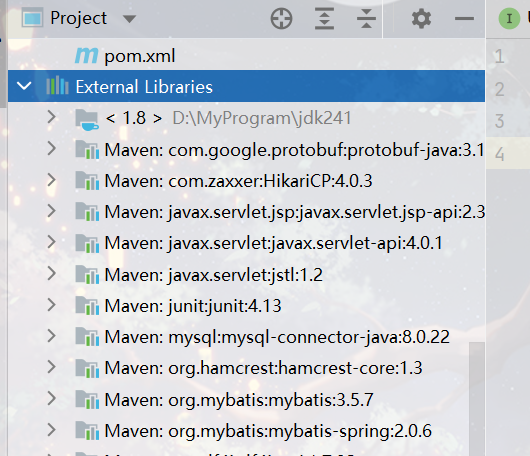 Project
pom.xml
External Libraries
< 1.8 > D:\MyProgram\jdk241
Maven: com.google.protobuf:protobuf-java:3.1
Maven: com.zaxxer:HikariCP:4.0.3
Maven: javax.servlet.jsp:javax.servlet.jsp-api:2.3
Maven: javax.servlet:javax.servlet-api:4.0.1
Maven: javax.servlet:jstl:1.2
Maven: junit:junit:4.13
Maven: mysql:mysql-connector-java:8.0.22
Maven: org.hamcrest:hamcrest-core:1.3
Maven: org.mybatis:mybatis:3.5.7
Maven: org.mybatis:mybatis-spring:2.0.6
I
1
2
3
4